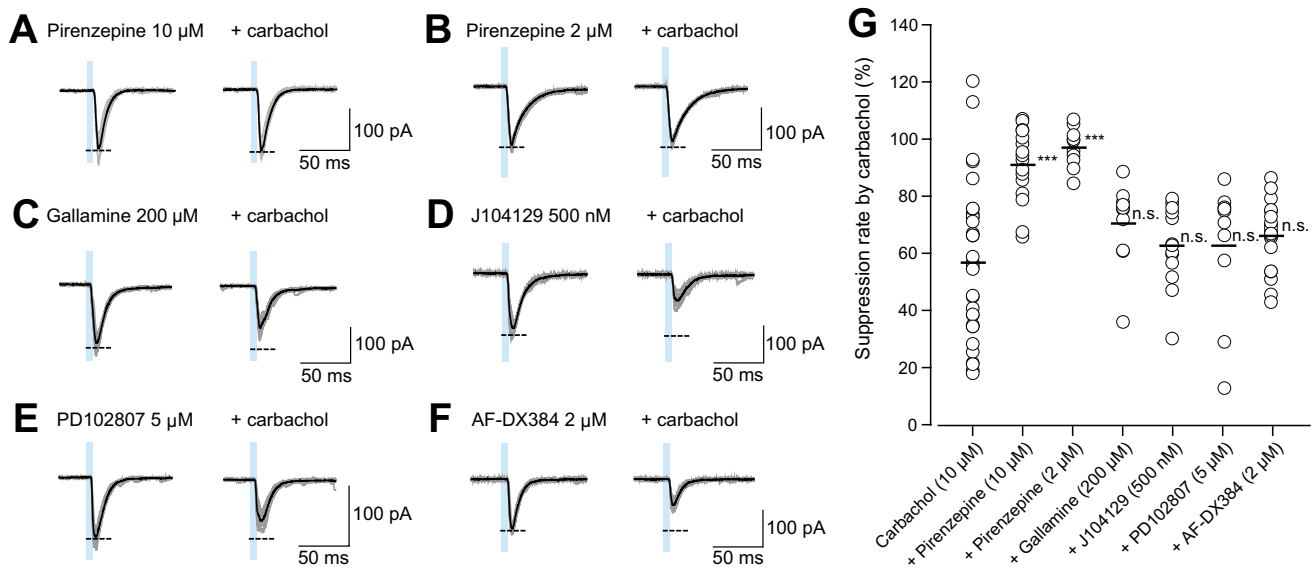 A
Pirenzepine 10 µM
+ carbachol
100 pA
50 ms
B
Pirenzepine 2 µM
+ carbachol
100 pA
50 ms
C
Gallamine 200 µM
+ carbachol
100 pA
50 ms
D
J104129 500 nM
+ carbachol
100 pA
50 ms
E
PD102807 5 µM
+ carbachol
100 pA
50 ms
F
AF-DX384 2 µM
+ carbachol
100 pA
50 ms
G
Suppression rate by carbachol (%)
140
120
100
80
60
40
20
0
***
***
n.s.
n.s.
n.s.
n.s.
Carbachol (10 µM)
+ Pirenzepine (10 µM)
+ Pirenzepine (2 µM)
+ Gallamine (200 µM)
+ J104129 (500 nM)
+ PD102807 (5 µM)
+ AF-DX384 (2 µM)